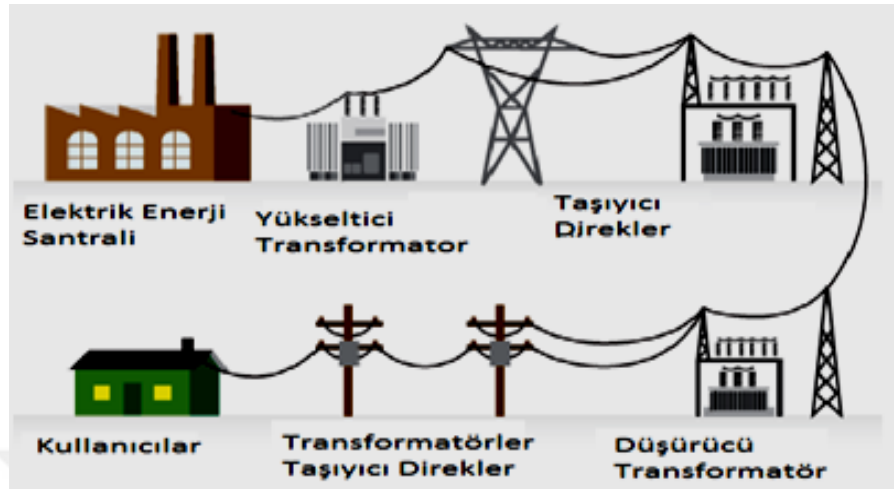 Elektrik Enerji
Santrali
Yükseltici
Transformator
Taşıyıcı
Direkler
Kullanıcılar
Transformatörler
Taşıyıcı Direkler
Düşürücü
Transformatör